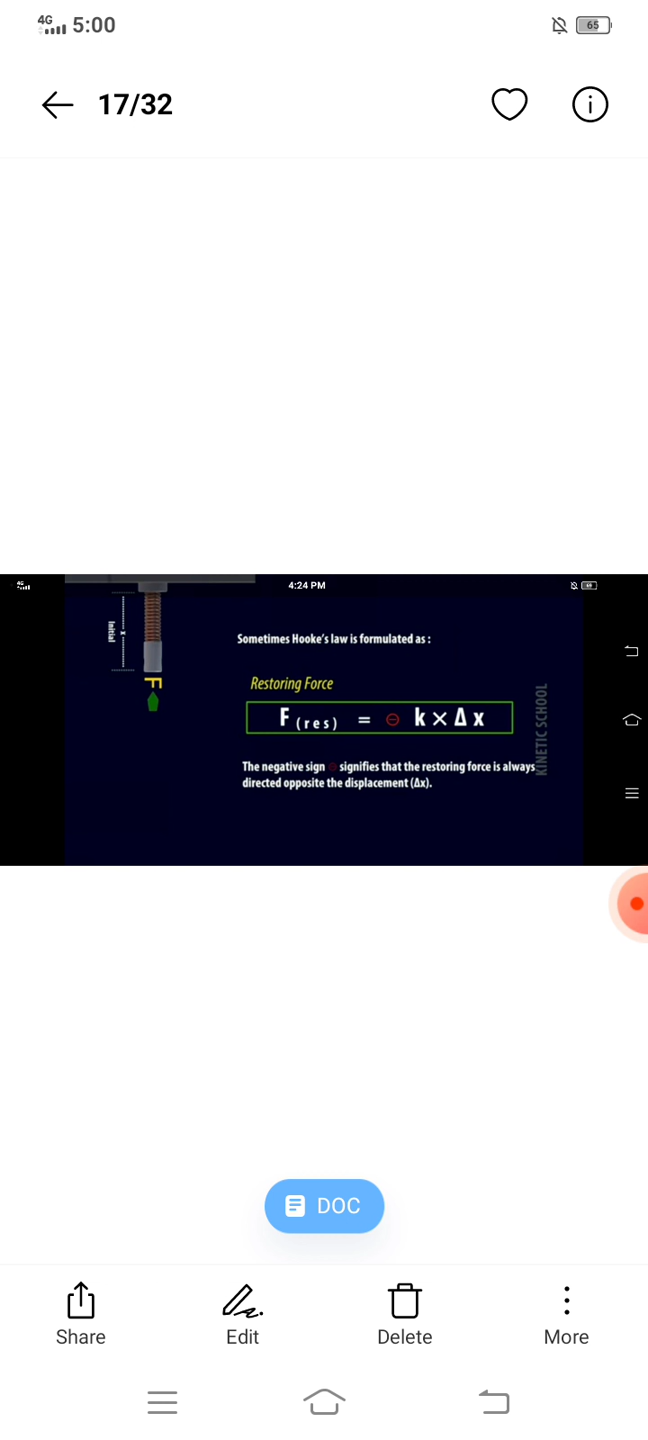 4G 5:00 65
17/32
4G 4:24 PM 69
Initial
x
F
Sometimes Hooke's law is formulated as :
Restoring Force
F(res) = ⊖ k × Δ x
The negative sign ⊖ signifies that the restoring force is always
directed opposite the displacement (Δx).
KINETIC SCHOOL
DOC
Share Edit Delete More